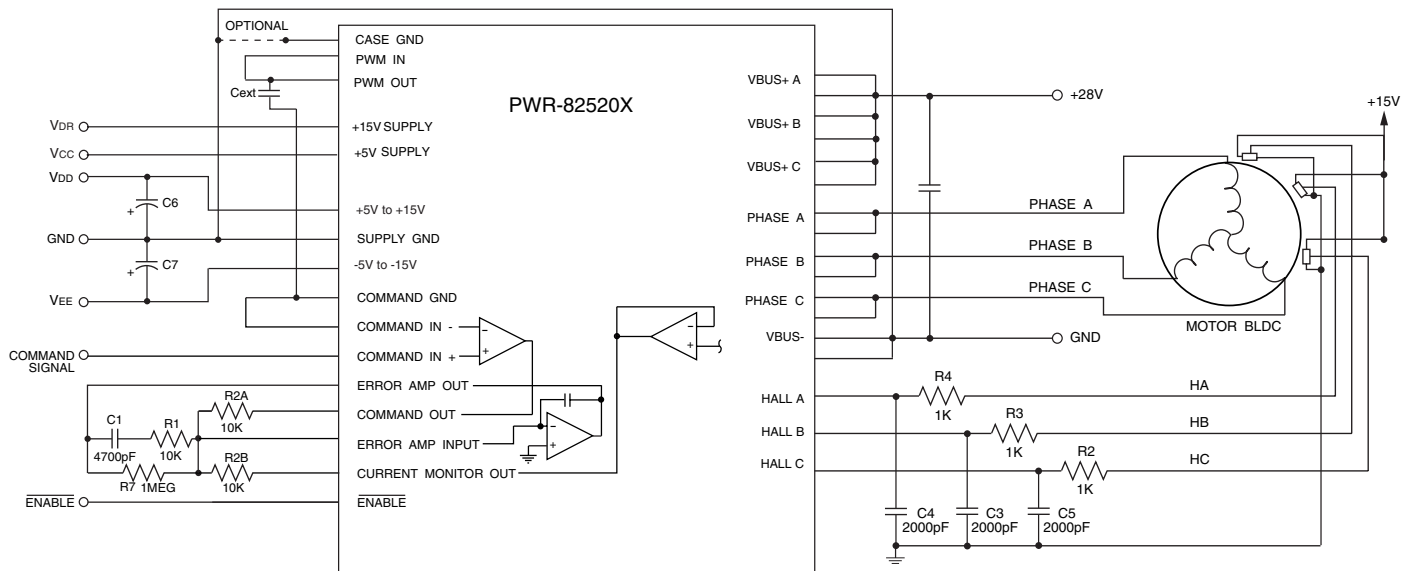 OPTIONAL
CASE GND
PWM IN
PWM OUT
Cext
PWR-82520X
VBUS+ A
VBUS+ B
VBUS+ C
+28V
+15V
VDR
+15V SUPPLY
VCC
+5V SUPPLY
VDD
C6
+
+5V to +15V
GND
SUPPLY GND
C7
+
-5V to -15V
VEE
COMMAND GND
COMMAND IN -
COMMAND IN +
COMMAND
SIGNAL
-
+
-
+
PHASE A
PHASE A
PHASE B
PHASE B
PHASE C
PHASE C
MOTOR BLDC
VBUS-
GND
ERROR AMP OUT
R2A
10K
COMMAND OUT
C1
4700pF
R1
10K
ERROR AMP INPUT
-
+
R2B
10K
R7 1MEG
CURRENT MONITOR OUT
ENABLE
ENABLE
HALL A
R4
1K
HA
HALL B
R3
1K
HB
HALL C
R2
1K
HC
C4
2000pF
C3
2000pF
C5
2000pF